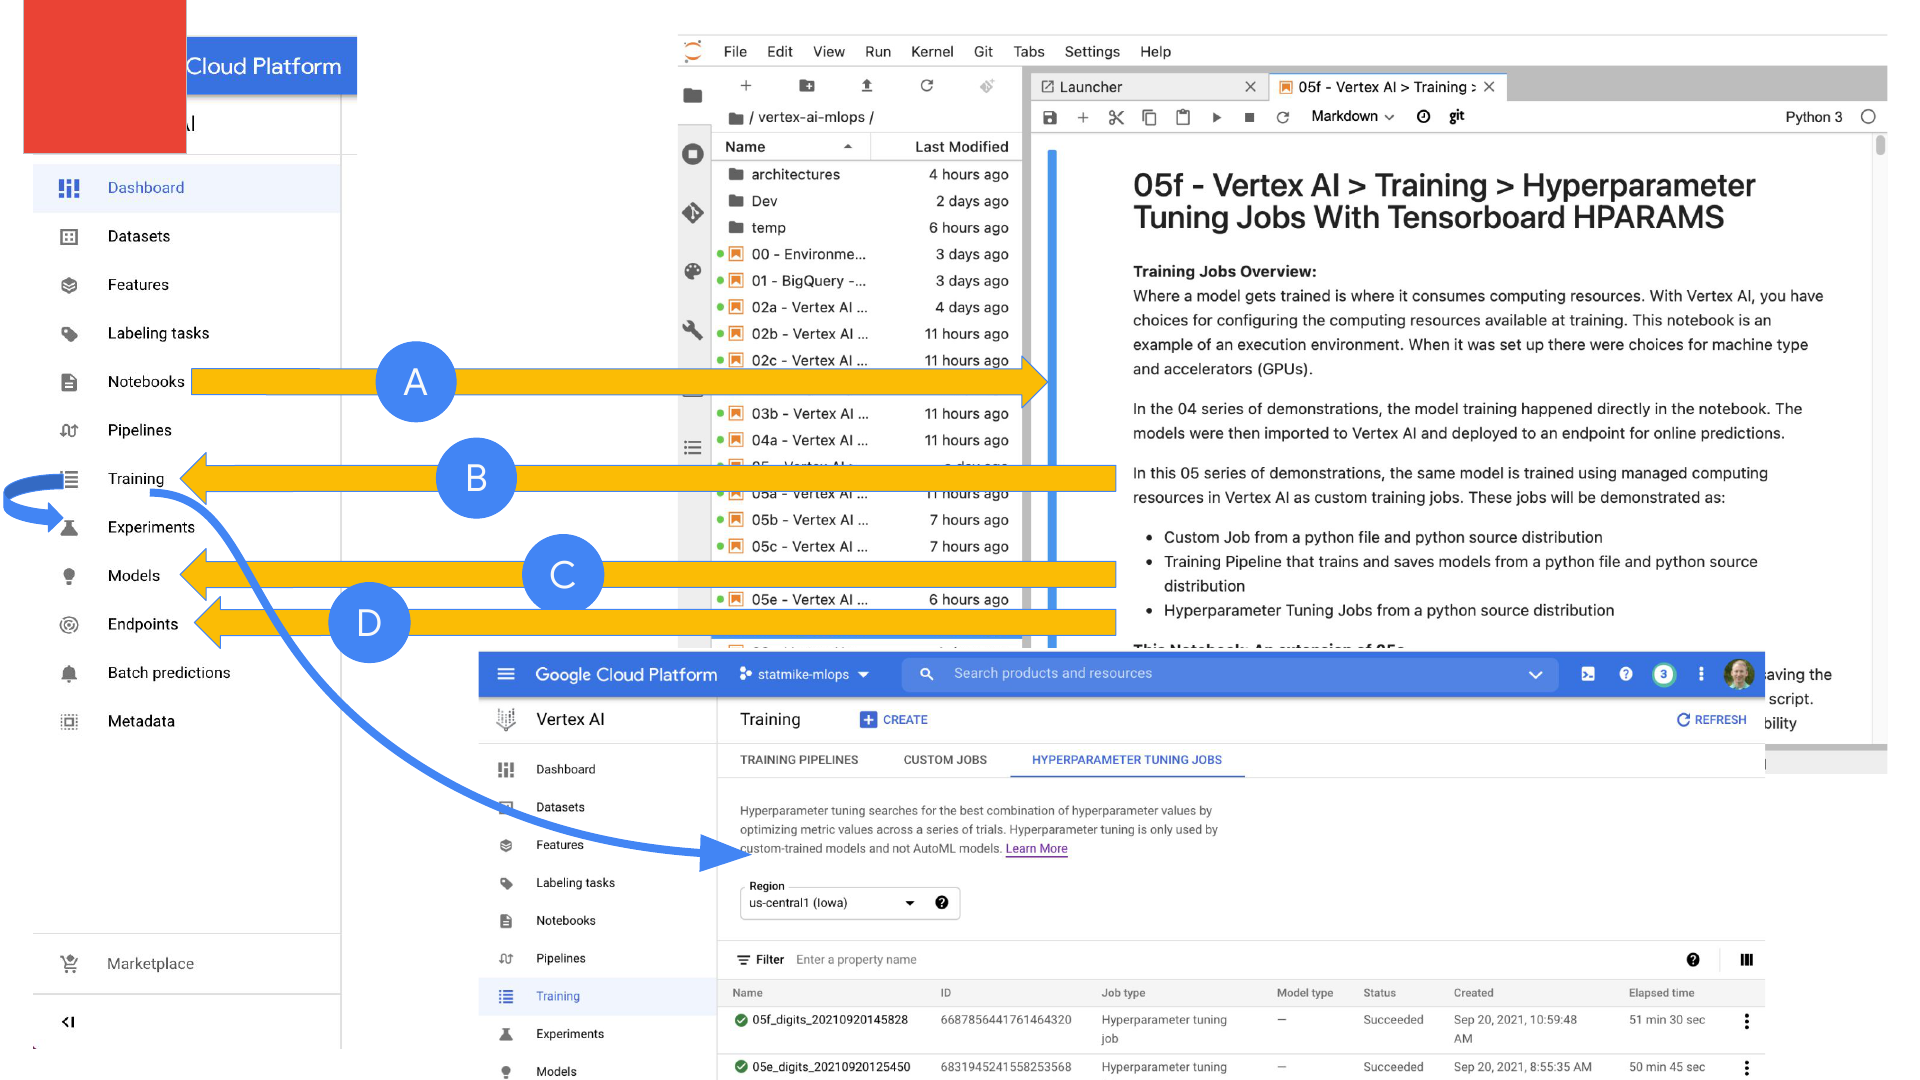 Cloud Platform
AI
Dashboard
Datasets
Features
Labeling tasks
Notebooks
Pipelines
Training
Experiments
Models
Endpoints
Batch predictions
Metadata
Marketplace
A
B
C
D
File Edit View Run Kernel Git Tabs Settings Help
/ vertex-ai-mlops /
Name Last Modified
architectures 4 hours ago
Dev 2 days ago
temp 6 hours ago
00 - Environme... 3 days ago
01 - BigQuery -... 3 days ago
02a - Vertex AI ... 4 days ago
02b - Vertex AI ... 11 hours ago
02c - Vertex AI ... 11 hours ago
03b - Vertex AI ... 11 hours ago
04a - Vertex AI ... 11 hours ago
05a - Vertex AI ... 11 hours ago
05b - Vertex AI ... 7 hours ago
05c - Vertex AI ... 7 hours ago
05e - Vertex AI ... 6 hours ago
Launcher
05f - Vertex AI > Training >
Markdown git Python 3
05f - Vertex AI > Training > Hyperparameter
Tuning Jobs With Tensorboard HPARAMS
Training Jobs Overview:
Where a model gets trained is where it consumes computing resources. With Vertex AI, you have
choices for configuring the computing resources available at training. This notebook is an
example of an execution environment. When it was set up there were choices for machine type
and accelerators (GPUs).
In the 04 series of demonstrations, the model training happened directly in the notebook. The
models were then imported to Vertex AI and deployed to an endpoint for online predictions.
In this 05 series of demonstrations, the same model is trained using managed computing
resources in Vertex AI as custom training jobs. These jobs will be demonstrated as:
• Custom Job from a python file and python source distribution
• Training Pipeline that trains and saves models from a python file and python source
distribution
• Hyperparameter Tuning Jobs from a python source distribution
This Notebook: An extension of 05e
saving the
script.
bility
Google Cloud Platform statmike-mlops Search products and resources 3
Vertex AI
Dashboard
Datasets
Features
Labeling tasks
Notebooks
Pipelines
Training
Experiments
Models
Training CREATE REFRESH
TRAINING PIPELINES CUSTOM JOBS HYPERPARAMETER TUNING JOBS
Hyperparameter tuning searches for the best combination of hyperparameter values by
optimizing metric values across a series of trials. Hyperparameter tuning is only used by
custom-trained models and not AutoML models. Learn More
Region
us-central1 (Iowa)
Filter Enter a property name
Name ID Job type Model type Status Created Elapsed time
05f_digits_20210920145828 6687856441761464320 Hyperparameter tuning — Succeeded Sep 20, 2021, 10:59:48 51 min 30 sec
job AM
05e_digits_20210920125450 6831945241558253568 Hyperparameter tuning — Succeeded Sep 20, 2021, 8:55:35 AM 50 min 45 sec